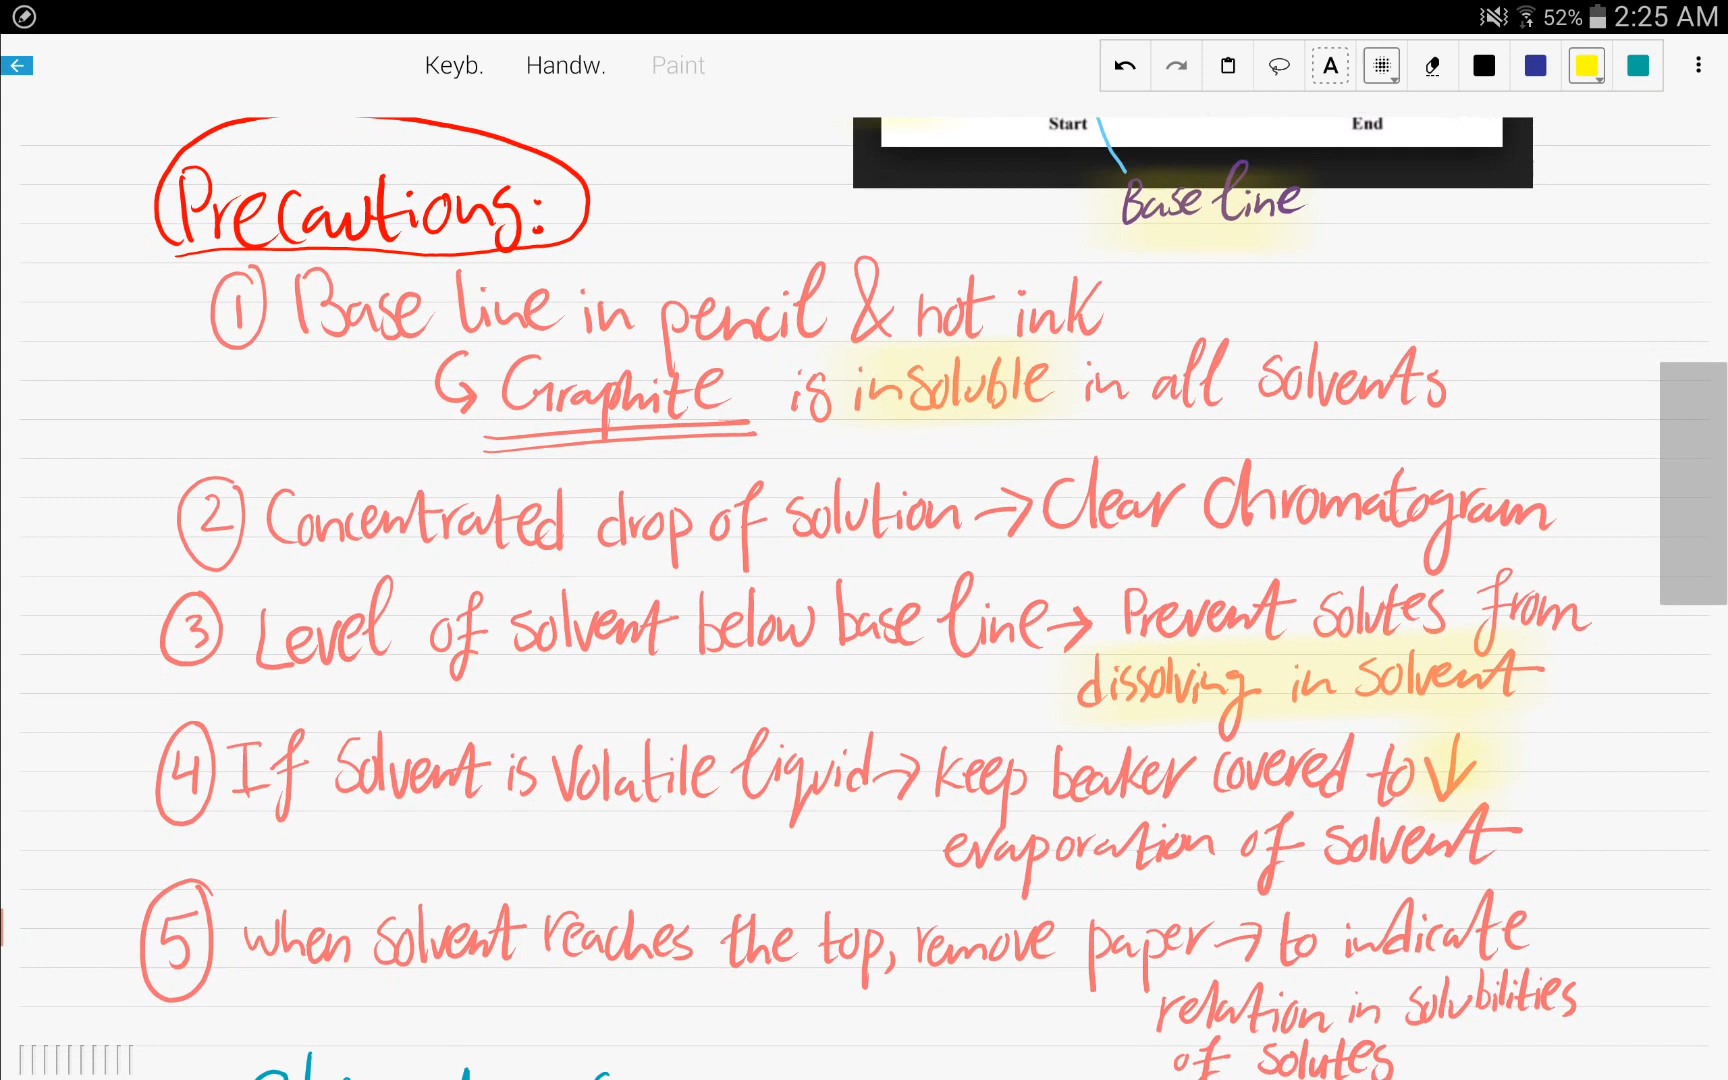 52% 2:25 AM
Keyb. Handw. Paint A
Start End
Base line
Precautions:
① Base line in pencil & not ink
↳ Graphite is insoluble in all solvents
② Concentrated drop of solution → Clear Chromatogram
③ Level of solvent below base line → Prevent solutes from
dissolving in solvent
④ If Solvent is Volatile liquid → Keep beaker covered to ↓
evaporation of solvent
⑤ when solvent reaches the top, remove paper → to indicate
relation in solubilities
of solutes